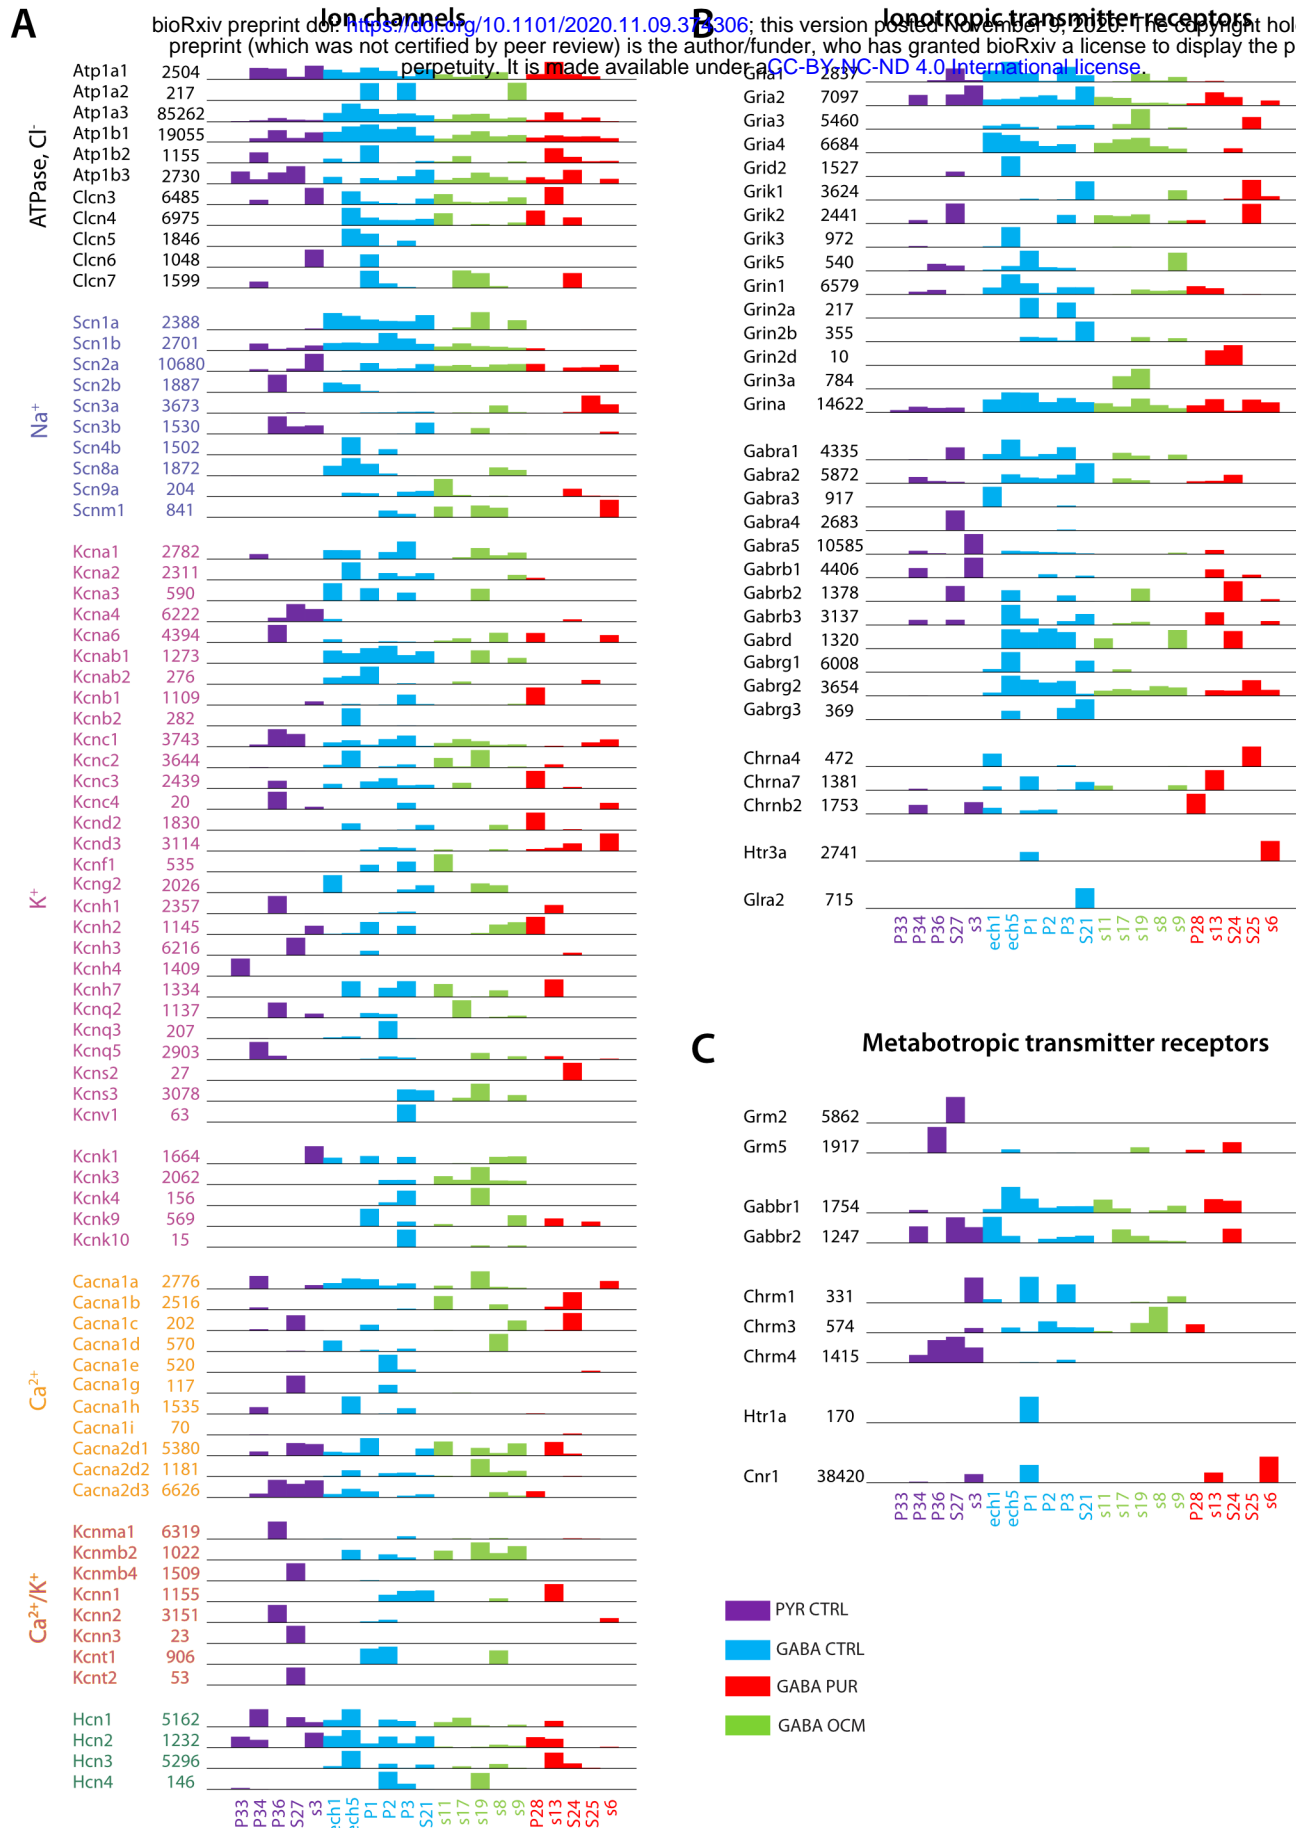 A
Ion channels
B
Ionotropic transmitter receptors
bioRxiv preprint doi: https://doi.org/10.1101/2020.11.09.374306; this version posted November 9, 2020. The copyright hol
preprint (which was not certified by peer review) is the author/funder, who has granted bioRxiv a license to display the p
perpetuity. It is made available under aCC-BY-NC-ND 4.0 International license.
ATPase, Cl-
Atp1a1 2504
Atp1a2 217
Atp1a3 85262
Atp1b1 19055
Atp1b2 1155
Atp1b3 2730
Clcn3 6485
Clcn4 6975
Clcn5 1846
Clcn6 1048
Clcn7 1599
Na+
Scn1a 2388
Scn1b 2701
Scn2a 10680
Scn2b 1887
Scn3a 3673
Scn3b 1530
Scn4b 1502
Scn8a 1872
Scn9a 204
Scnm1 841
K+
Kcna1 2782
Kcna2 2311
Kcna3 590
Kcna4 6222
Kcna6 4394
Kcnab1 1273
Kcnab2 276
Kcnb1 1109
Kcnb2 282
Kcnc1 3743
Kcnc2 3644
Kcnc3 2439
Kcnc4 20
Kcnd2 1830
Kcnd3 3114
Kcnf1 535
Kcng2 2026
Kcnh1 2357
Kcnh2 1145
Kcnh3 6216
Kcnh4 1409
Kcnh7 1334
Kcnq2 1137
Kcnq3 207
Kcnq5 2903
Kcns2 27
Kcns3 3078
Kcnv1 63
Kcnk1 1664
Kcnk3 2062
Kcnk4 156
Kcnk9 569
Kcnk10 15
Ca2+
Cacna1a 2776
Cacna1b 2516
Cacna1c 202
Cacna1d 570
Cacna1e 520
Cacna1g 117
Cacna1h 1535
Cacna1i 70
Cacna2d1 5380
Cacna2d2 1181
Cacna2d3 6626
Ca2+/K+
Kcnma1 6319
Kcnmb2 1022
Kcnmb4 1509
Kcnn1 1155
Kcnn2 3151
Kcnn3 23
Kcnt1 906
Kcnt2 53
Hcn1 5162
Hcn2 1232
Hcn3 5296
Hcn4 146
P33 P34 P36 S27 s3 ech1 ech5 P1 P2 P3 S21 s11 s17 s19 s8 s9 P28 s13 S24 S25 s6
Gria1 2837
Gria2 7097
Gria3 5460
Gria4 6684
Grid2 1527
Grik1 3624
Grik2 2441
Grik3 972
Grik5 540
Grin1 6579
Grin2a 217
Grin2b 355
Grin2d 10
Grin3a 784
Grina 14622
Gabra1 4335
Gabra2 5872
Gabra3 917
Gabra4 2683
Gabra5 10585
Gabrb1 4406
Gabrb2 1378
Gabrb3 3137
Gabrd 1320
Gabrg1 6008
Gabrg2 3654
Gabrg3 369
Chrna4 472
Chrna7 1381
Chrnb2 1753
Htr3a 2741
Glra2 715
P33 P34 P36 S27 s3 ech1 ech5 P1 P2 P3 S21 s11 s17 s19 s8 s9 P28 s13 S24 S25 s6
C
Metabotropic transmitter receptors
Grm2 5862
Grm5 1917
Gabbr1 1754
Gabbr2 1247
Chrm1 331
Chrm3 574
Chrm4 1415
Htr1a 170
Cnr1 38420
P33 P34 P36 S27 s3 ech1 ech5 P1 P2 P3 S21 s11 s17 s19 s8 s9 P28 s13 S24 S25 s6
PYR CTRL
GABA CTRL
GABA PUR
GABA OCM